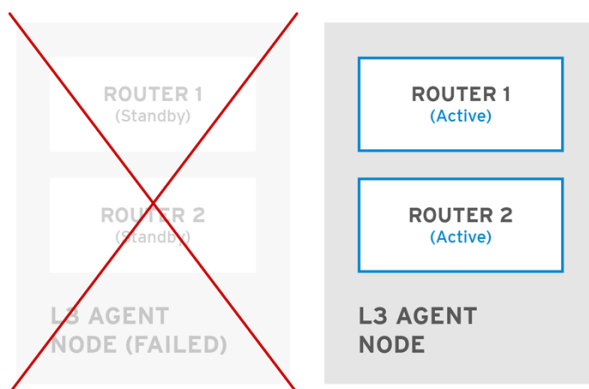 ROUTER 1
(Standby)
ROUTER 2
(Standby)
L3 AGENT
NODE (FAILED)
ROUTER 1
(Active)
ROUTER 2
(Active)
L3 AGENT
NODE